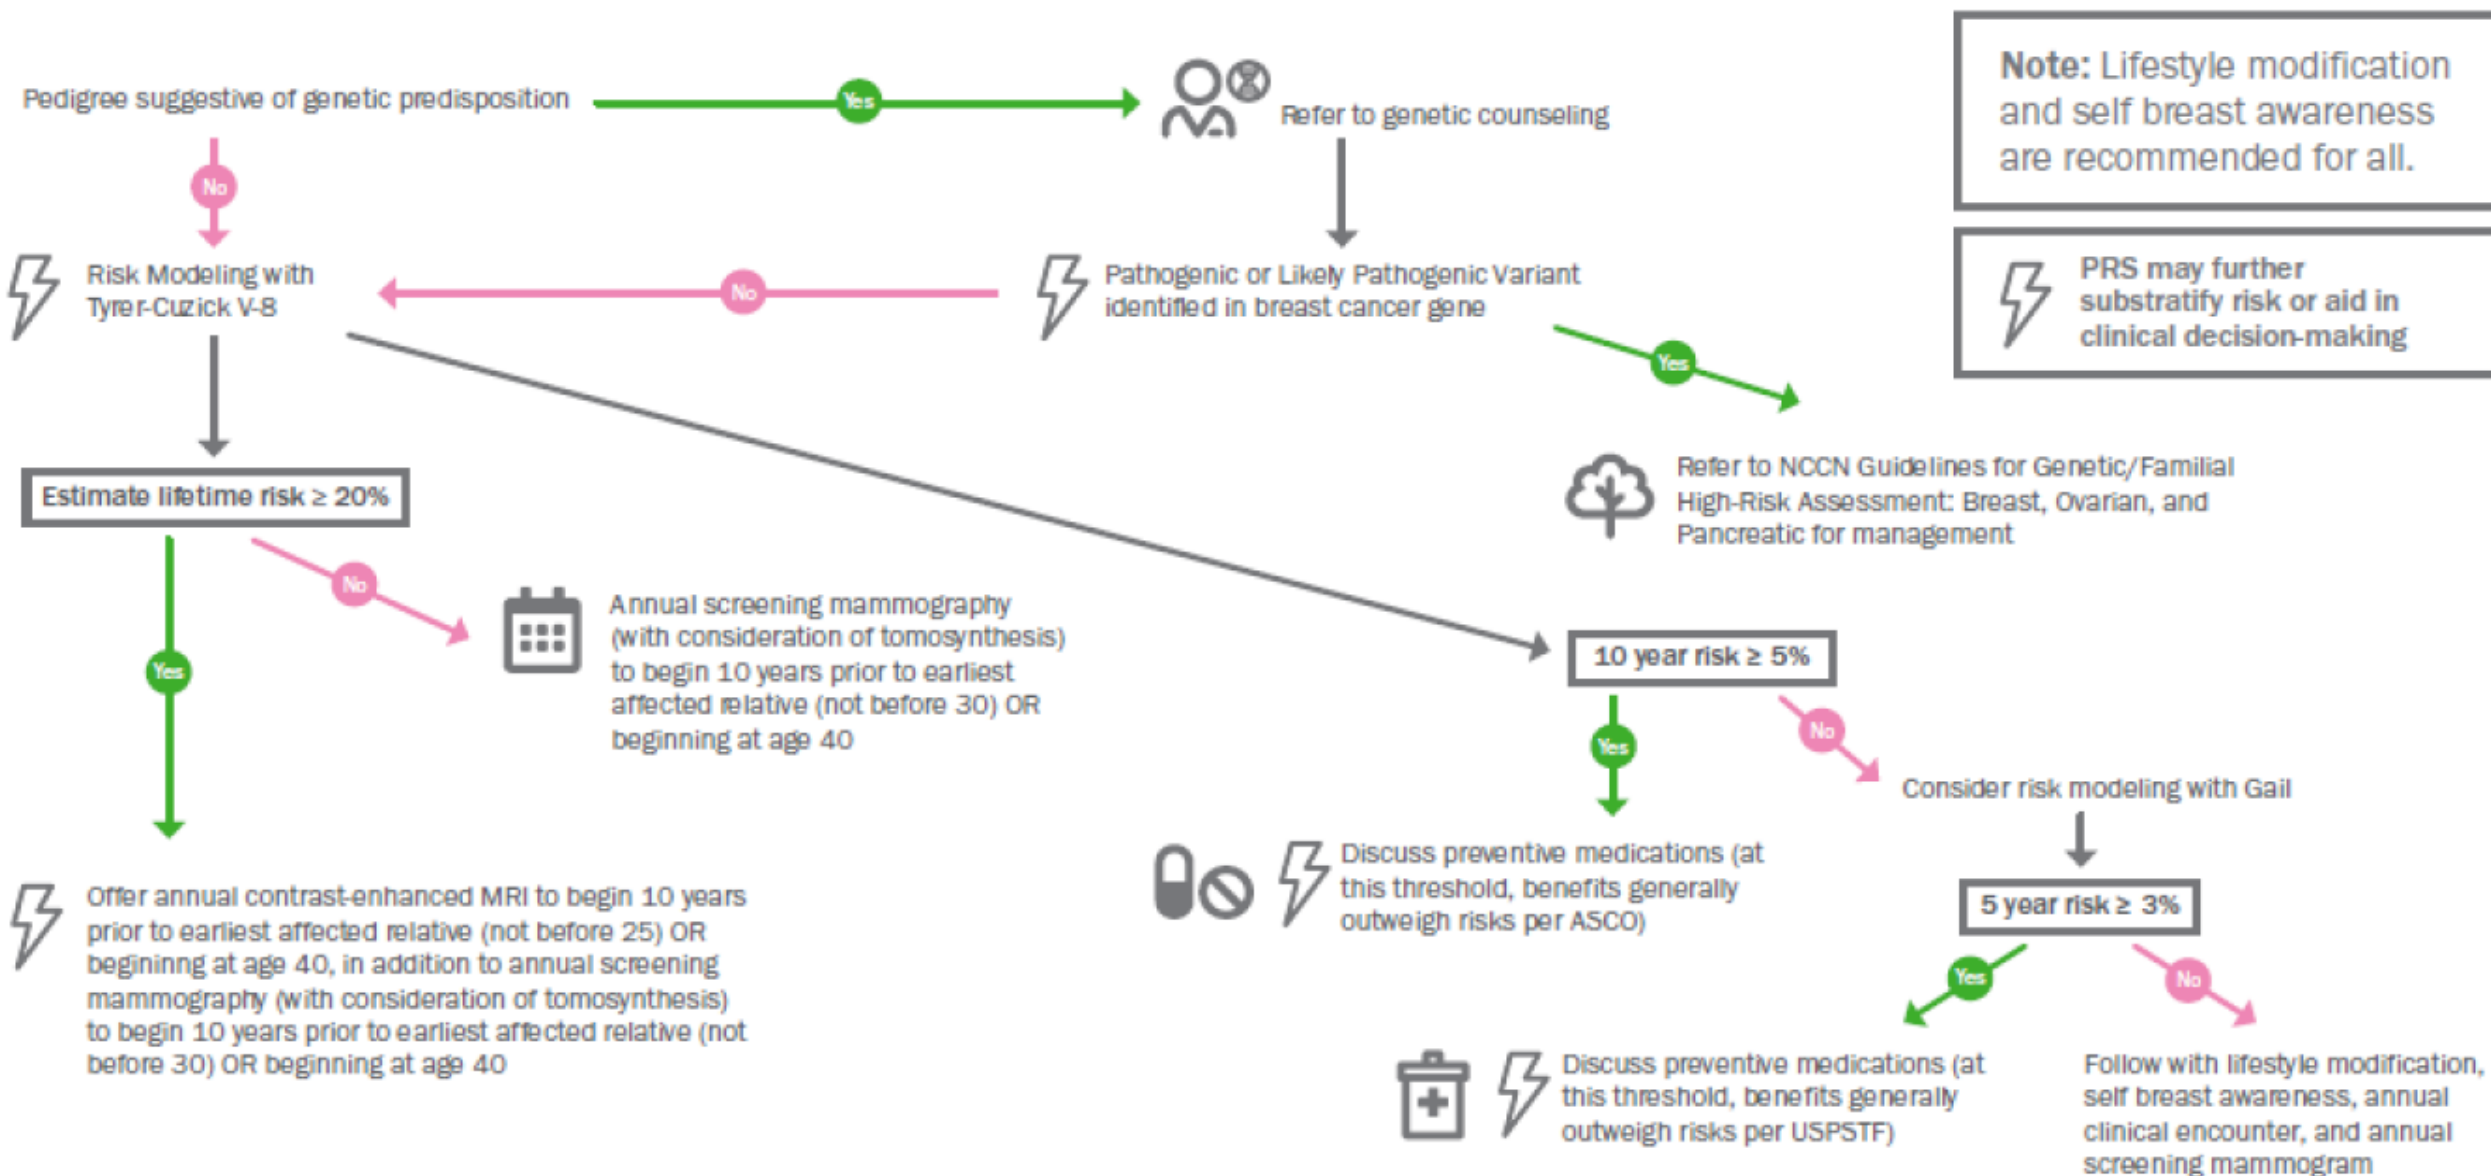 Pedigree suggestive of genetic predisposition
Yes
Refer to genetic counseling
Note: Lifestyle modification
and self breast awareness
are recommended for all.
No
Risk Modeling with
Tyrer-Cuzick V-8
No
Pathogenic or Likely Pathogenic Variant
identified in breast cancer gene
PRS may further
substratify risk or aid in
clinical decision-making
Yes
Estimate lifetime risk ≥ 20%
Refer to NCCN Guidelines for Genetic/Familial
High-Risk Assessment: Breast, Ovarian, and
Pancreatic for management
No
Annual screening mammography
(with consideration of tomosynthesis)
to begin 10 years prior to earliest
affected relative (not before 30) OR
beginning at age 40
Yes
10 year risk ≥ 5%
Yes
No
Consider risk modeling with Gail
Offer annual contrast-enhanced MRI to begin 10 years
prior to earliest affected relative (not before 25) OR
begininng at age 40, in addition to annual screening
mammography (with consideration of tomosynthesis)
to begin 10 years prior to earliest affected relative (not
before 30) OR beginning at age 40
Discuss preventive medications (at
this threshold, benefits generally
outweigh risks per ASCO)
5 year risk ≥ 3%
Yes
No
Discuss preventive medications (at
this threshold, benefits generally
outweigh risks per USPSTF)
Follow with lifestyle modification,
self breast awareness, annual
clinical encounter, and annual
screening mammogram